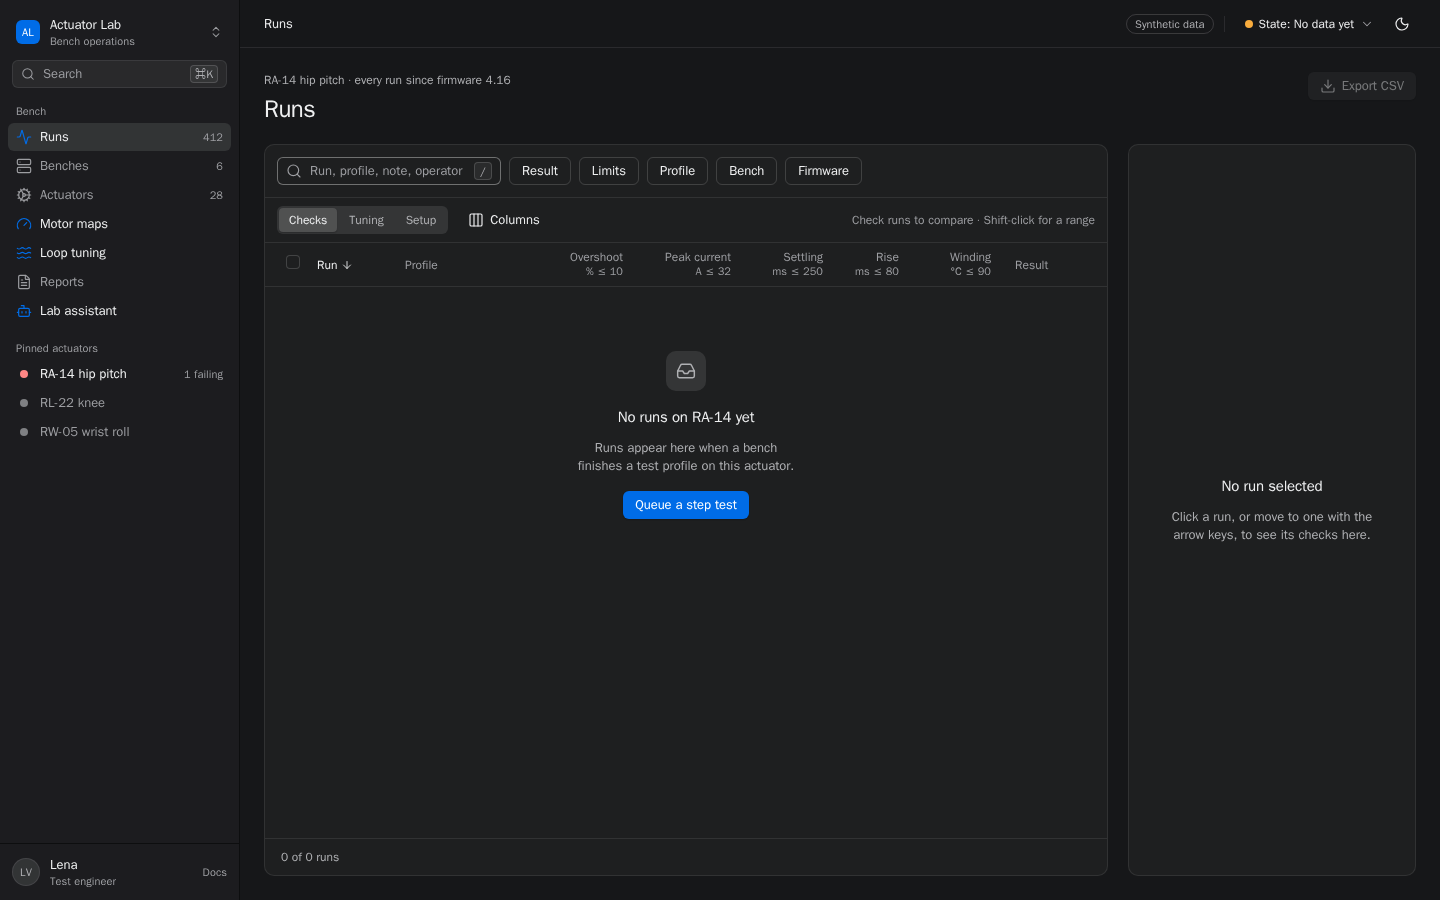 AL
Actuator Lab
Bench operations
Search
⌘K
Bench
Runs
412
Benches
6
Actuators
28
Motor maps
Loop tuning
Reports
Lab assistant
Pinned actuators
RA-14 hip pitch
1 failing
RL-22 knee
RW-05 wrist roll
LV
Lena
Test engineer
Docs
Runs
Synthetic data
State: No data yet
RA-14 hip pitch · every run since firmware 4.16
Runs
Export CSV
Run, profile, note, operator
/
Result
Limits
Profile
Bench
Firmware
Checks
Tuning
Setup
Columns
Check runs to compare · Shift-click for a range
Run ↓
Profile
Overshoot
% ≤ 10
Peak current
A ≤ 32
Settling
ms ≤ 250
Rise
ms ≤ 80
Winding
°C ≤ 90
Result
No runs on RA-14 yet
Runs appear here when a bench
finishes a test profile on this actuator.
Queue a step test
0 of 0 runs
No run selected
Click a run, or move to one with the
arrow keys, to see its checks here.